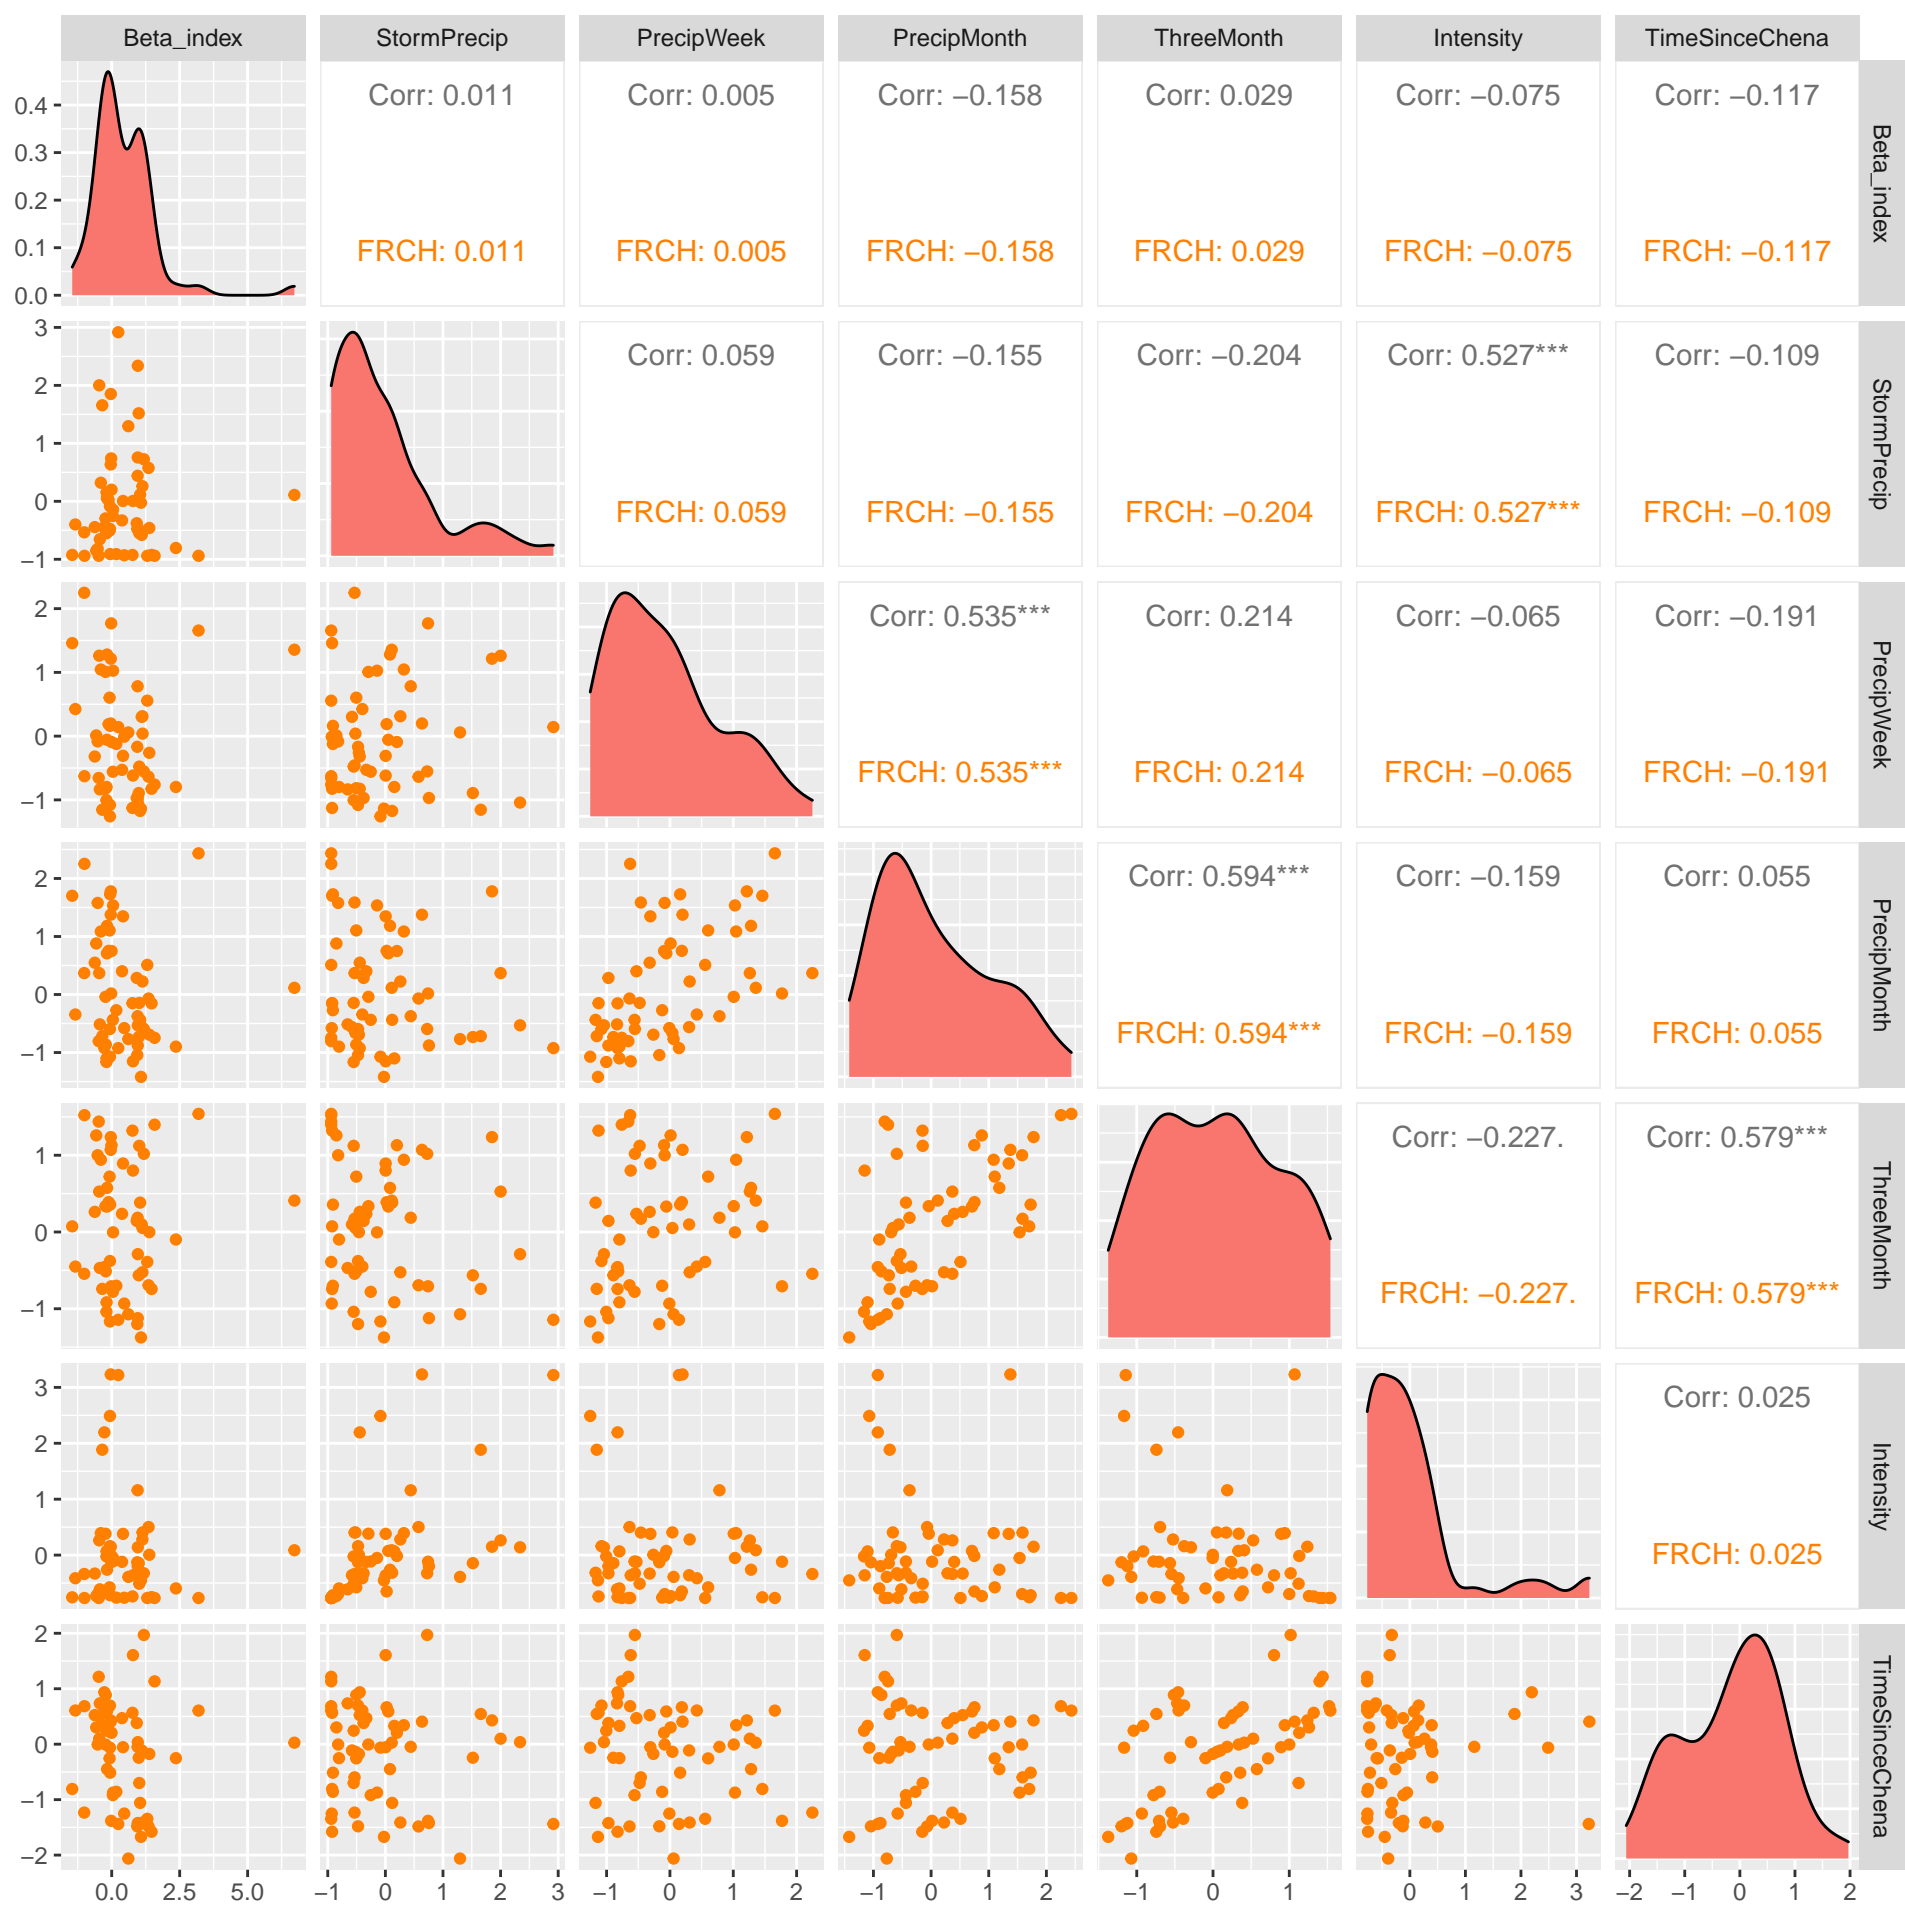 Beta_index StormPrecip PrecipWeek PrecipMonth ThreeMonth Intensity TimeSinceChena
Corr: 0.011 Corr: 0.005 Corr: −0.158 Corr: 0.029 Corr: −0.075 Corr: −0.117
FRCH: 0.011 FRCH: 0.005 FRCH: −0.158 FRCH: 0.029 FRCH: −0.075 FRCH: −0.117
0.4
0.3
0.2
0.1
0.0
Beta_index
Corr: 0.059 Corr: −0.155 Corr: −0.204 Corr: 0.527*** Corr: −0.109
FRCH: 0.059 FRCH: −0.155 FRCH: −0.204 FRCH: 0.527*** FRCH: −0.109
3
2
1
0
−1
StormPrecip
Corr: 0.535*** Corr: 0.214 Corr: −0.065 Corr: −0.191
FRCH: 0.535*** FRCH: 0.214 FRCH: −0.065 FRCH: −0.191
2
1
0
−1
PrecipWeek
Corr: 0.594*** Corr: −0.159 Corr: 0.055
FRCH: 0.594*** FRCH: −0.159 FRCH: 0.055
2
1
0
−1
PrecipMonth
Corr: −0.227. Corr: 0.579***
FRCH: −0.227. FRCH: 0.579***
1
0
−1
ThreeMonth
Corr: 0.025
FRCH: 0.025
3
2
1
0
Intensity
2
1
0
−1
−2
TimeSinceChena
0.0 2.5 5.0 −1 0 1 2 3 −1 0 1 2 −1 0 1 2 −1 0 1 0 1 2 3 −2 −1 0 1 2